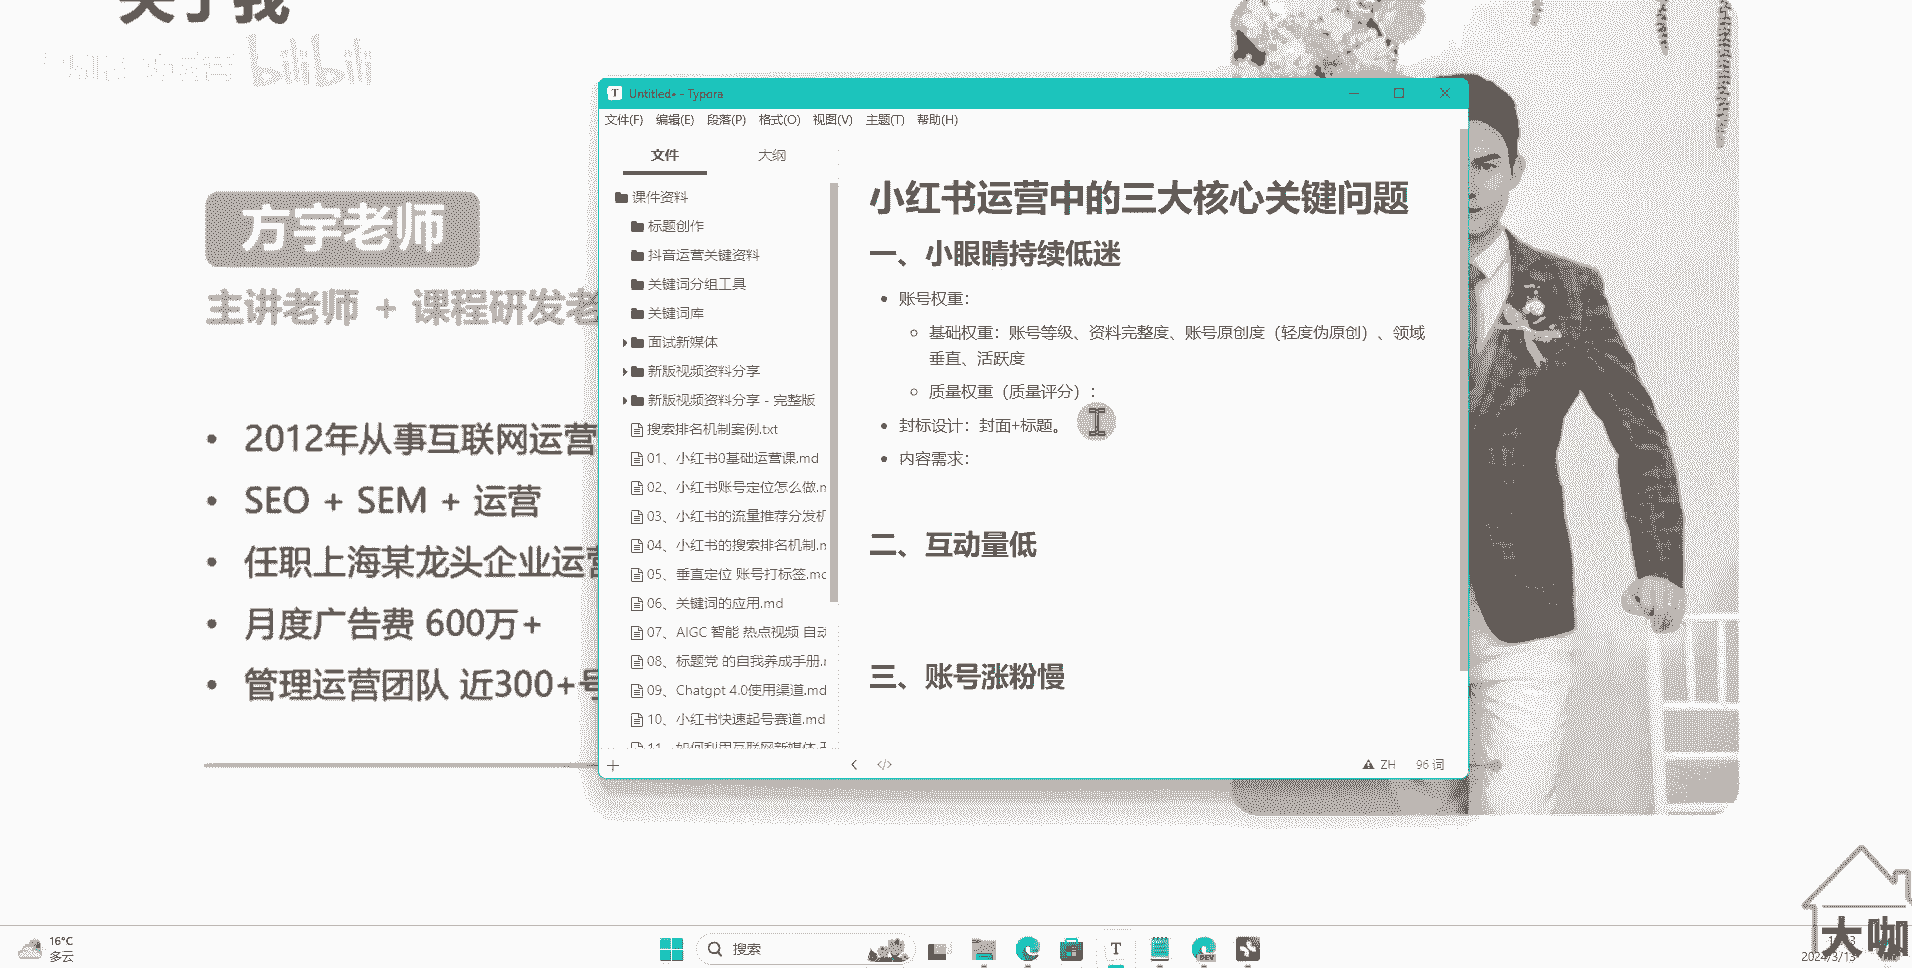 关于我
bilibili
方宇老师
主讲老师 + 课程研发老
2012年从事互联网运营
SEO + SEM + 运营
任职上海某龙头企业运营
月度广告费 600万+
管理运营团队 近300+号
Untitled• - Typora
文件(F) 编辑(E) 段落(P) 格式(O) 视图(V) 主题(T) 帮助(H)
文件 大纲
课件资料
标题创作
抖音运营关键资料
关键词分组工具
关键词库
面试新媒体
新版视频资料分享
新版视频资料分享 - 完整版
搜索排名机制案例.txt
01、小红书0基础运营课.md
02、小红书账号定位怎么做.m
03、小红书的流量推荐分发机
04、小红书的搜索排名机制.m
05、垂直定位 账号打标签.md
06、关键词的应用.md
07、AIGC 智能 热点视频 自动
08、标题党 的自我养成手册.m
09、Chatgpt 4.0使用渠道.md
10、小红书快速起号赛道.md
11、如何利用互联网新媒体
小红书运营中的三大核心关键问题
一、小眼睛持续低迷
账号权重：
基础权重：账号等级、资料完整度、账号原创度（轻度伪原创）、领域
垂直、活跃度
质量权重（质量评分）：
封标设计：封面+标题。
内容需求：
二、互动量低
三、账号涨粉慢
ZH 96 词
16°C
多云
搜索
DEV
2024/3/13
大咖